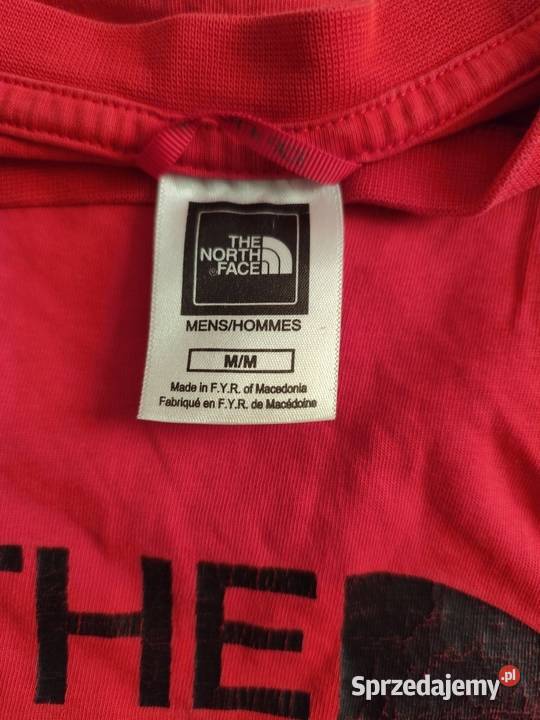 THE
NORTH
FACE
MENS/HOMMES
M/M
Made in F.Y.R. of Macedonia
Fabriqué en F.Y.R. de Macédoine
THE
Sprzedajemy.pl